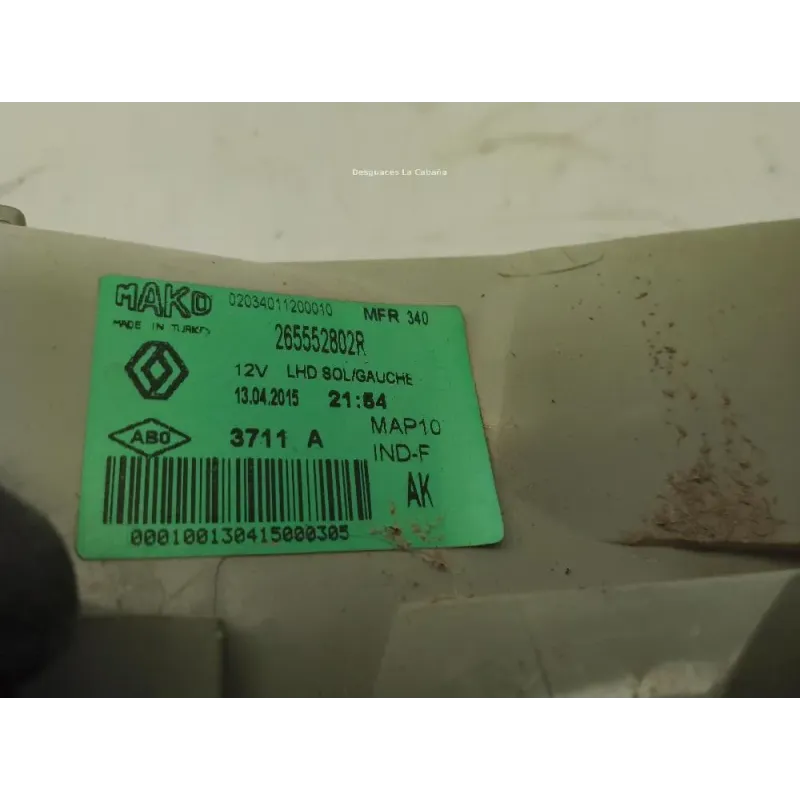 Desguaces La Cabaña
MAKO 02034011200010 MFR 340
MADE IN TURKEY
265552802R
12V LHD SOL/GAUCHE
13.04.2015 21:54
ABO 3711 A MAP10
IND-F
AK
000100130415000305